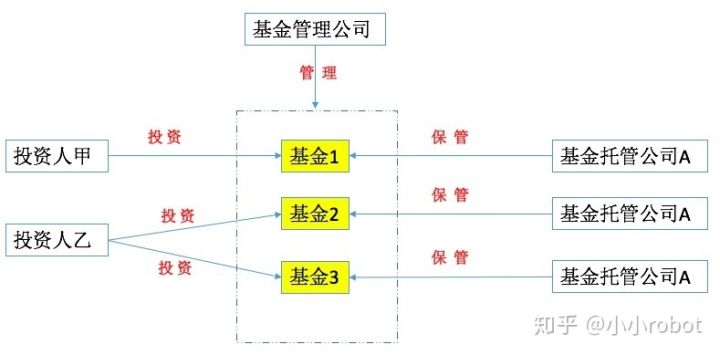 基金管理公司
管 理
投资人甲
投 资
基金1
保 管
基金托管公司A
投资人乙
投 资
基金2
保 管
基金托管公司A
投 资
基金3
保 管
基金托管公司A
知乎 @小小robot